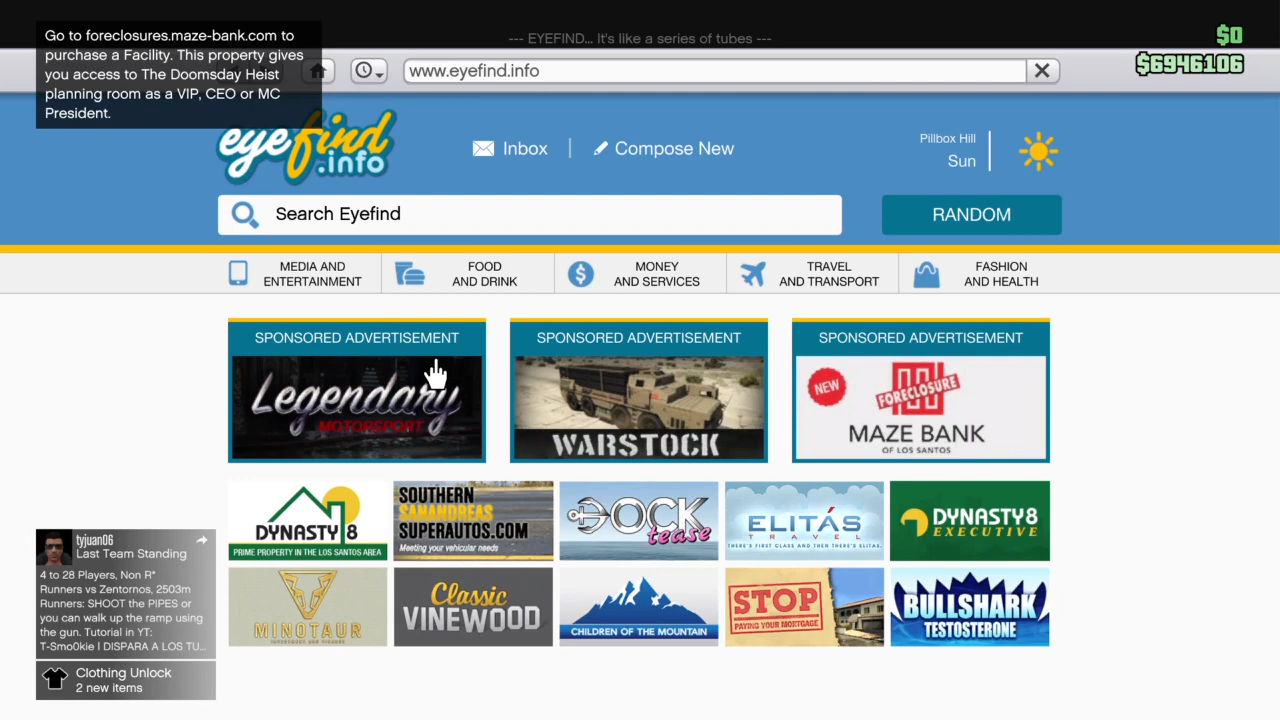 Go to foreclosures.maze-bank.com to
purchase a Facility. This property gives
you access to The Doomsday Heist
planning room as a VIP, CEO or MC
President.
--- EYEFIND... It's like a series of tubes ---
$0
$6946106
www.eyefind.info
eyefind
.info
Inbox
Compose New
Pillbox Hill
Sun
Search Eyefind
RANDOM
MEDIA AND
ENTERTAINMENT
FOOD
AND DRINK
MONEY
AND SERVICES
TRAVEL
AND TRANSPORT
FASHION
AND HEALTH
SPONSORED ADVERTISEMENT
Legendary
MOTORSPORT
SPONSORED ADVERTISEMENT
WARSTOCK
SPONSORED ADVERTISEMENT
NEW
FORECLOSURE
MAZE BANK
OF LOS SANTOS
DYNASTY 8
PRIME PROPERTY IN THE LOS SANTOS AREA
SOUTHERN
SANANDREAS
SUPERAUTOS.COM
Meeting your vehicular needs
DOCK
tease
ELITÁS
TRAVEL
THERE'S FIRST CLASS AND THEN THERE'S ELITÁS.
DYNASTY 8
EXECUTIVE
MINOTAUR
Classic
VINEWOOD
CHILDREN OF THE MOUNTAIN
STOP
PAYING YOUR MORTGAGE
BULLSHARK
TESTOSTERONE
tyjuan06
Last Team Standing
4 to 28 Players, Non R*
Runners vs Zentornos, 2503m
Runners: SHOOT the PIPES or
you can walk up the ramp using
the gun. Tutorial in YT:
T-Smo0kie I DISPARA A LOS TU...
Clothing Unlock
2 new items